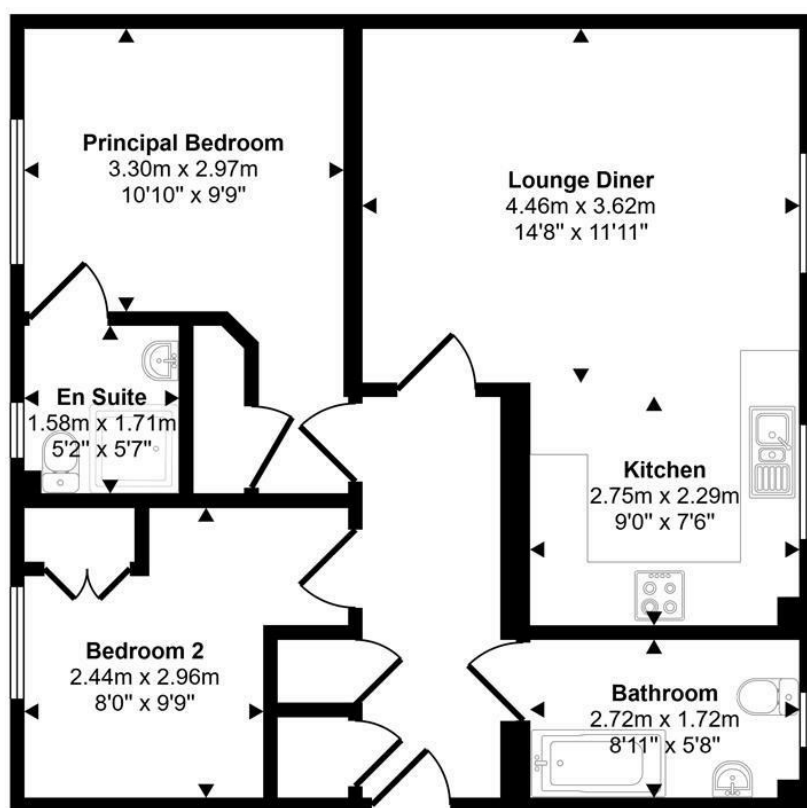 Principal Bedroom
3.30m x 2.97m
10'10" x 9'9"
Lounge Diner
4.46m x 3.62m
14'8" x 11'11"
En Suite
1.58m x 1.71m
5'2" x 5'7"
Kitchen
2.75m x 2.29m
9'0" x 7'6"
Bedroom 2
2.44m x 2.96m
8'0" x 9'9"
Bathroom
2.72m x 1.72m
8'11" x 5'8"